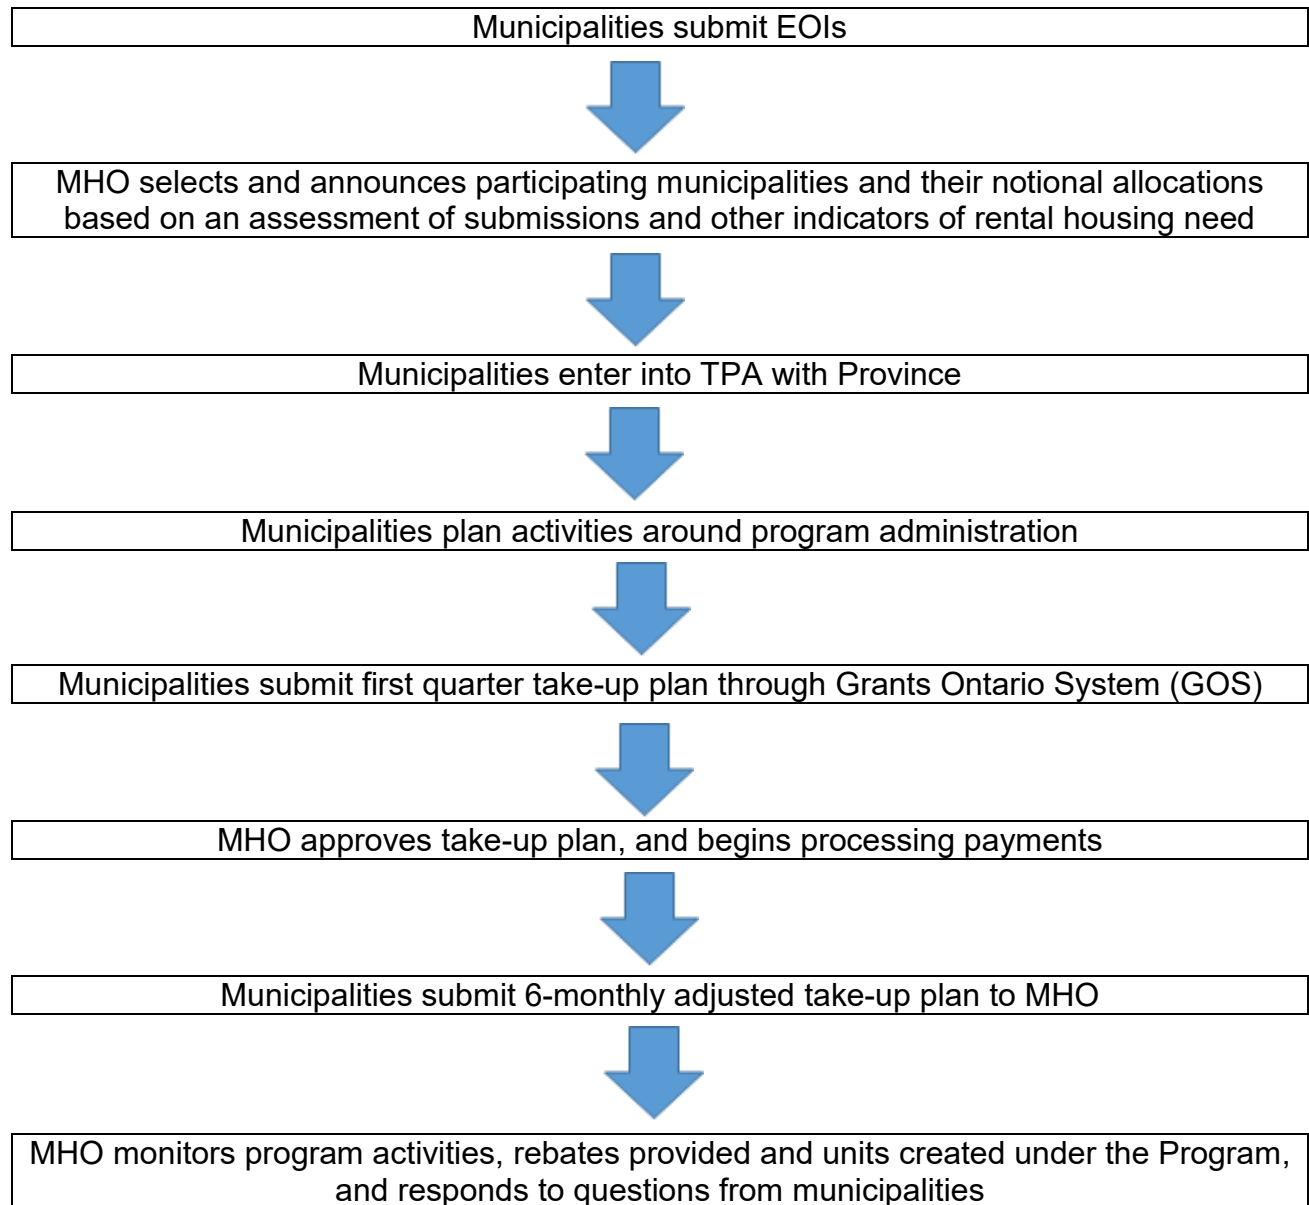 Municipalities submit EOIs
MHO selects and announces participating municipalities and their notional allocations
based on an assessment of submissions and other indicators of rental housing need
Municipalities enter into TPA with Province
Municipalities plan activities around program administration
Municipalities submit first quarter take-up plan through Grants Ontario System (GOS)
MHO approves take-up plan, and begins processing payments
Municipalities submit 6-monthly adjusted take-up plan to MHO
MHO monitors program activities, rebates provided and units created under the Program,
and responds to questions from municipalities